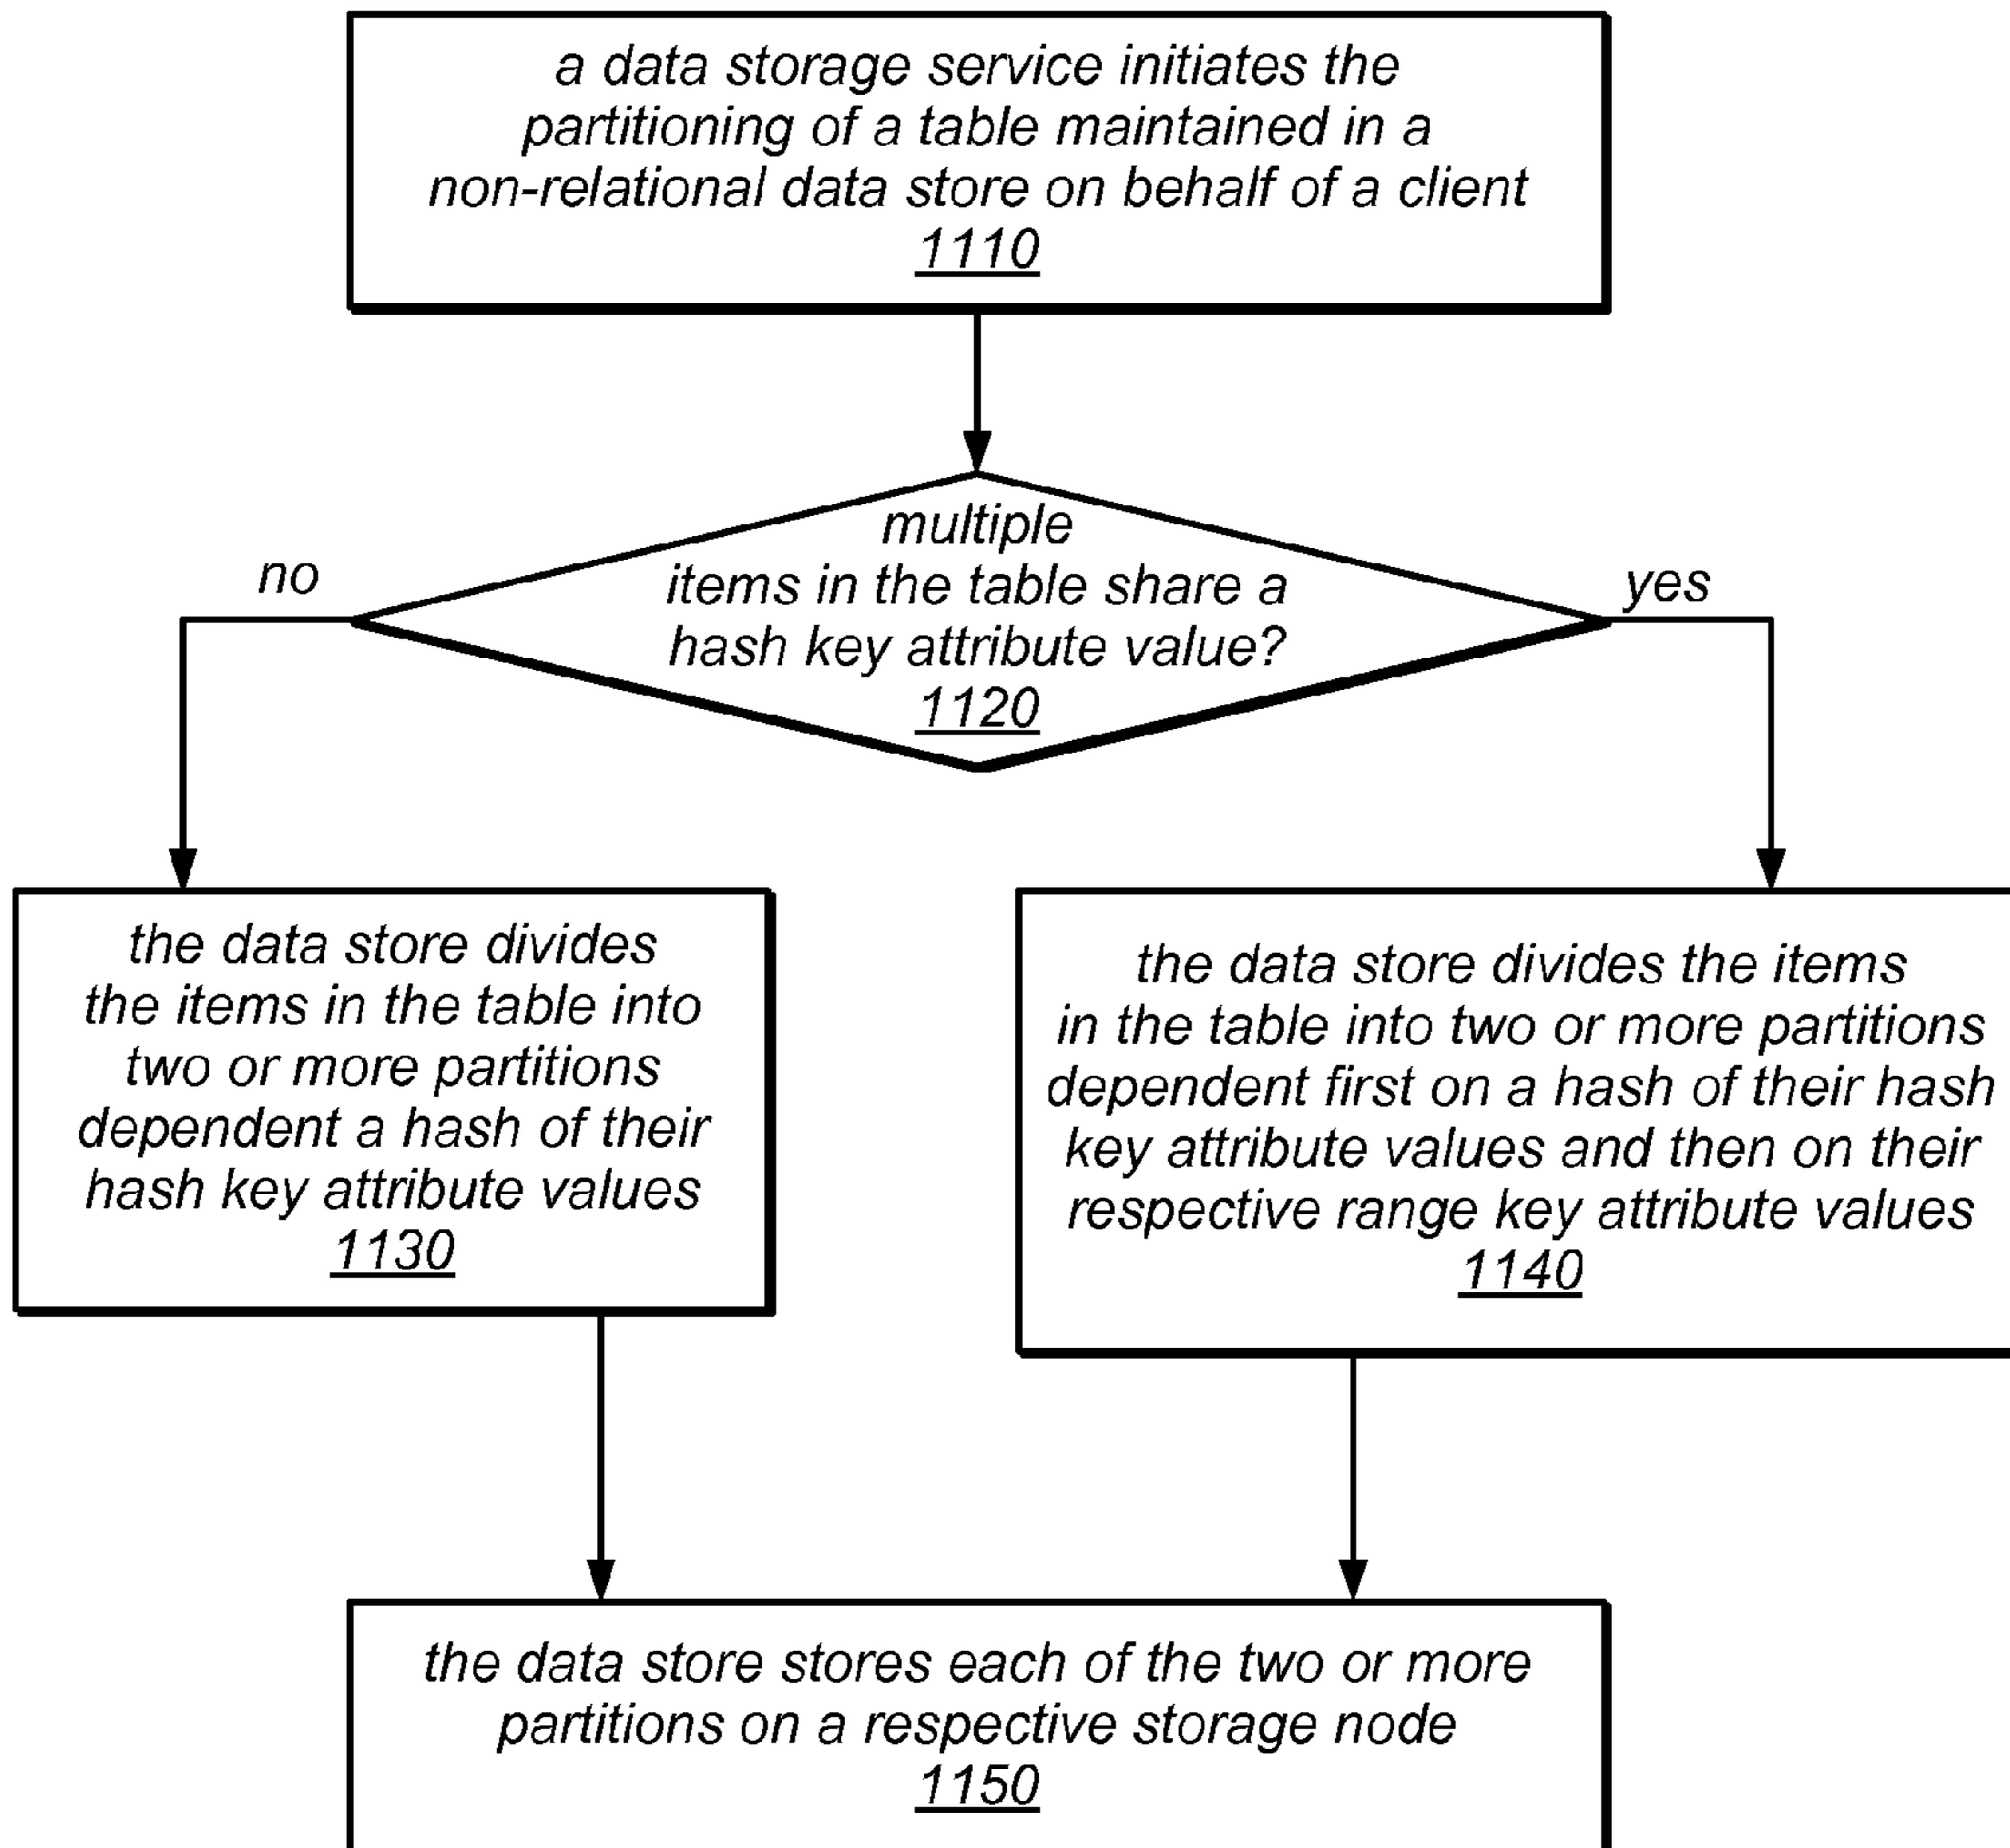 a data storage service initiates the
partitioning of a table maintained in a
non-relational data store on behalf of a client
1110
multiple
items in the table share a
hash key attribute value?
1120
no
yes
the data store divides
the items in the table into
two or more partitions
dependent a hash of their
hash key attribute values
1130
the data store divides the items
in the table into two or more partitions
dependent first on a hash of their hash
key attribute values and then on their
respective range key attribute values
1140
the data store stores each of the two or more
partitions on a respective storage node
1150